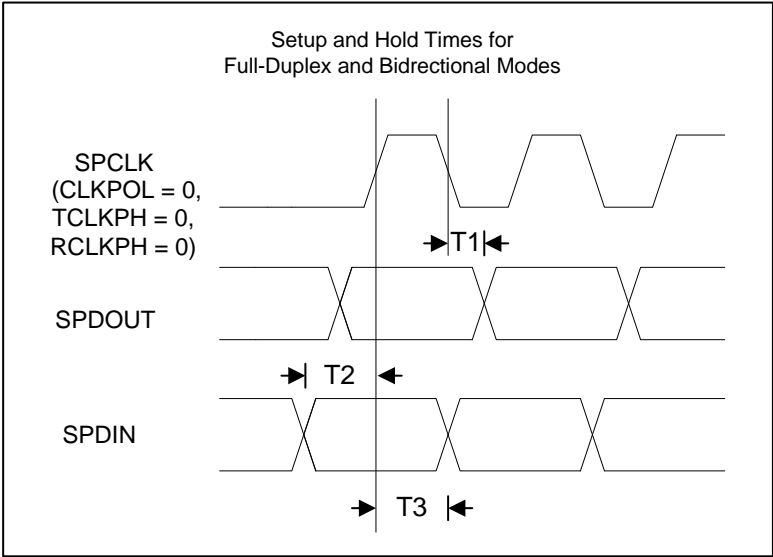 Setup and Hold Times for
Full-Duplex and Bidrectional Modes
SPCLK
(CLKPOL = 0,
TCLKPH = 0,
RCLKPH = 0)
T1
SPDOUT
T2
SPDIN
T3